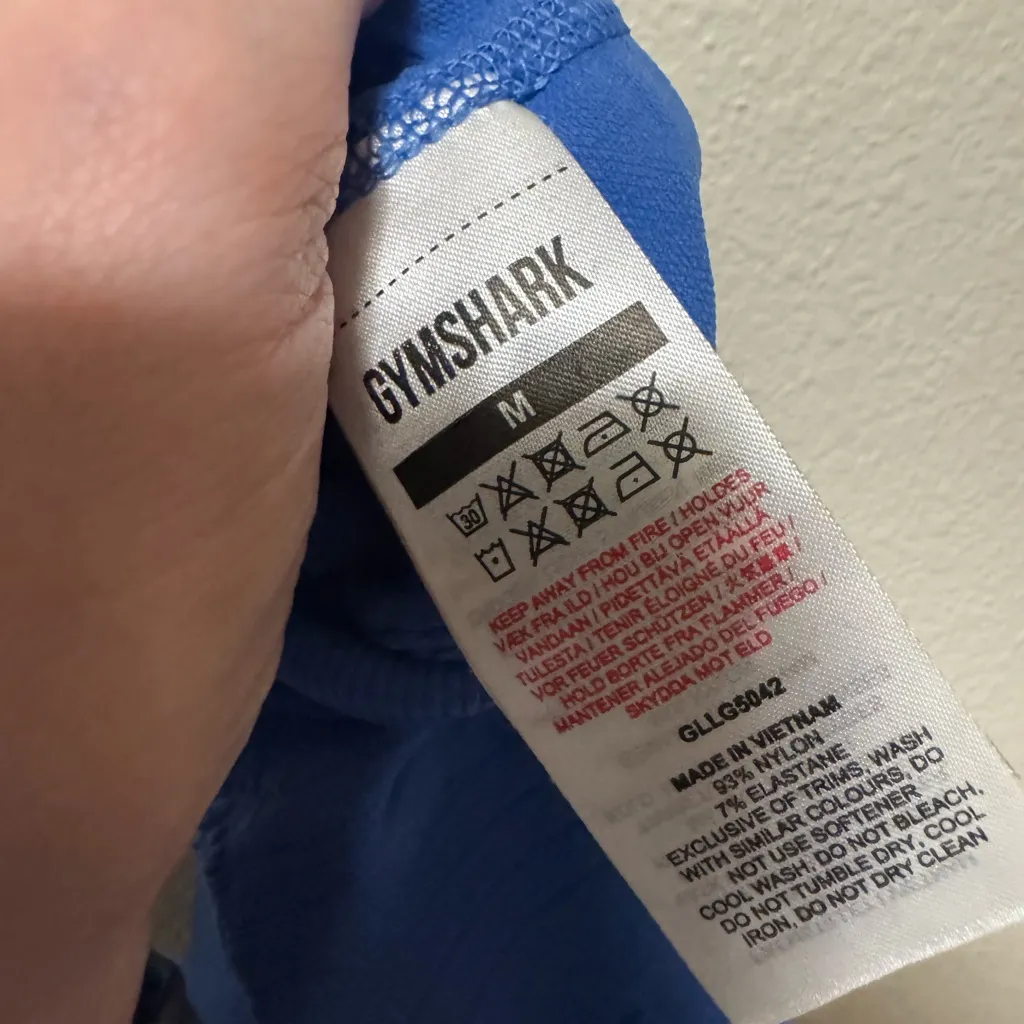 GYMSHARK
M
30
KEEP AWAY FROM FIRE / HOLDES
VÆK FRA ILD / HOU BIJ OPEN VUUR
VANDAAN / PIDETTÄVÄ ETÄÄLLÄ
TULESTA / TENIR ÉLOIGNÉ DU FEU /
VOR FEUER SCHÜTZEN / 火気厳禁 /
HOLD BORTE FRA FLAMMER /
MANTENER ALEJADO DEL FUEGO /
SKYDDA MOT ELD
GLLG5042
MADE IN VIETNAM
93% NYLON
7% ELASTANE
EXCLUSIVE OF TRIMS, WASH
WITH SIMILAR COLOURS, DO
NOT USE SOFTENER
COOL WASH, DO NOT BLEACH,
DO NOT TUMBLE DRY, COOL
IRON, DO NOT DRY CLEAN